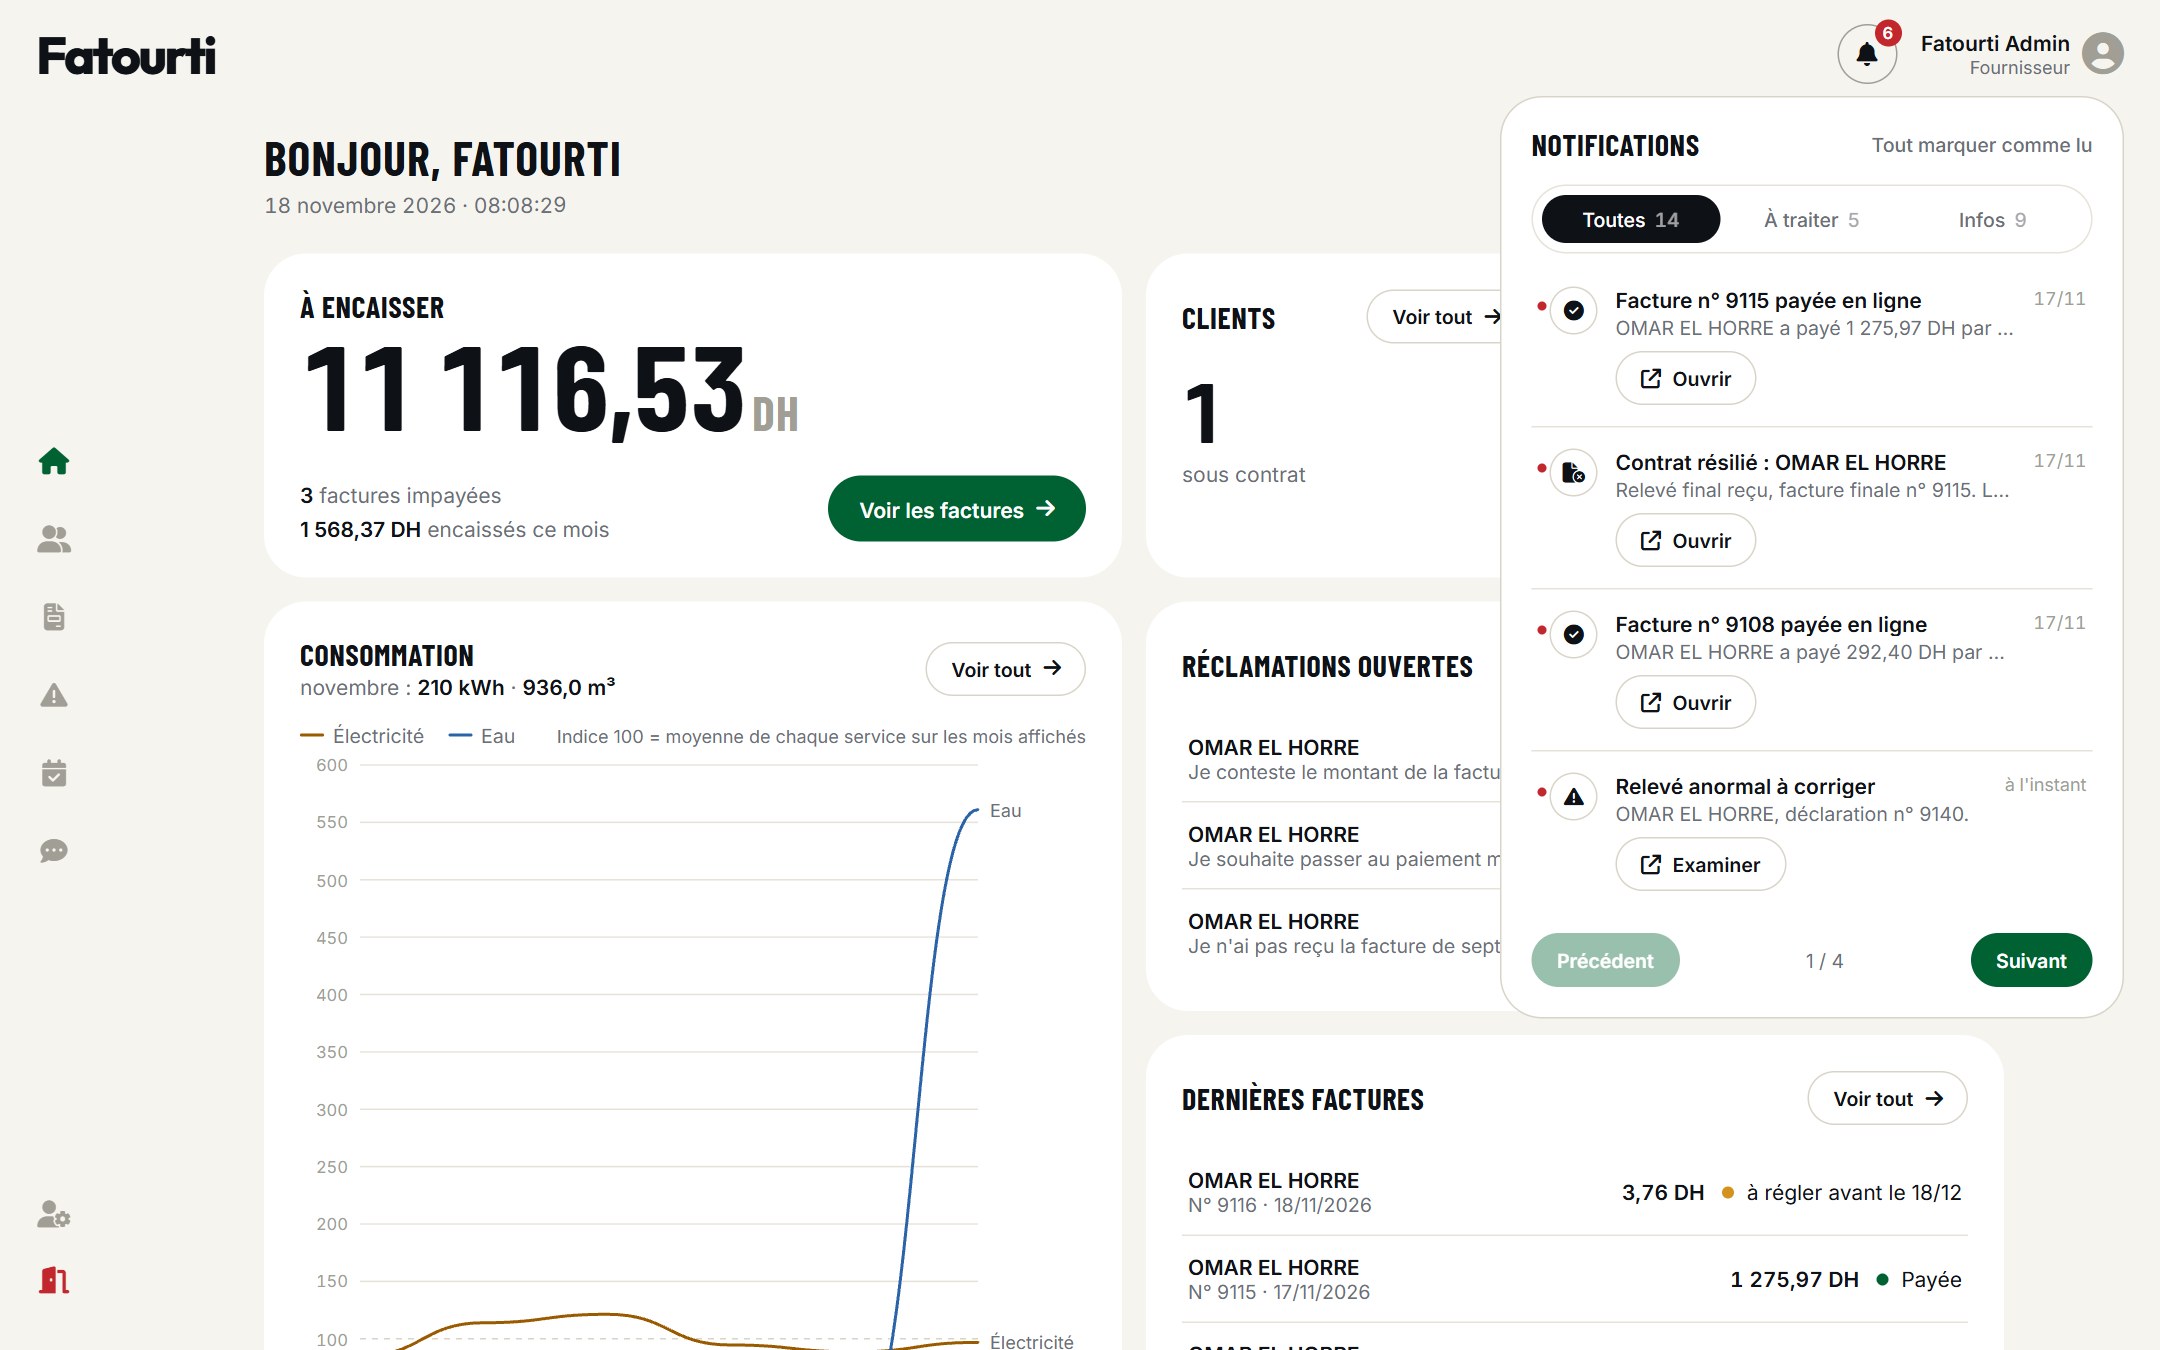 Fatourti
6
Fatourti Admin
Fournisseur
BONJOUR, FATOURTI
18 novembre 2026 · 08:08:29
À ENCAISSER
11 116,53 DH
3 factures impayées
1 568,37 DH encaissés ce mois
Voir les factures
CLIENTS
Voir tout
1
sous contrat
CONSOMMATION
novembre : 210 kWh · 936,0 m³
Voir tout
Électricité
Eau
Indice 100 = moyenne de chaque service sur les mois affichés
600
550
500
450
400
350
300
250
200
150
100
Eau
Électricité
RÉCLAMATIONS OUVERTES
OMAR EL HORRE
Je conteste le montant de la factu
OMAR EL HORRE
Je souhaite passer au paiement m
OMAR EL HORRE
Je n'ai pas reçu la facture de sept
NOTIFICATIONS
Tout marquer comme lu
Toutes 14
À traiter 5
Infos 9
Facture n° 9115 payée en ligne
17/11
OMAR EL HORRE a payé 1 275,97 DH par ...
Ouvrir
Contrat résilié : OMAR EL HORRE
17/11
Relevé final reçu, facture finale n° 9115. L...
Ouvrir
Facture n° 9108 payée en ligne
17/11
OMAR EL HORRE a payé 292,40 DH par ...
Ouvrir
Relevé anormal à corriger
à l'instant
OMAR EL HORRE, déclaration n° 9140.
Examiner
Précédent
1 / 4
Suivant
DERNIÈRES FACTURES
Voir tout
OMAR EL HORRE
N° 9116 · 18/11/2026
3,76 DH
à régler avant le 18/12
OMAR EL HORRE
N° 9115 · 17/11/2026
1 275,97 DH
Payée